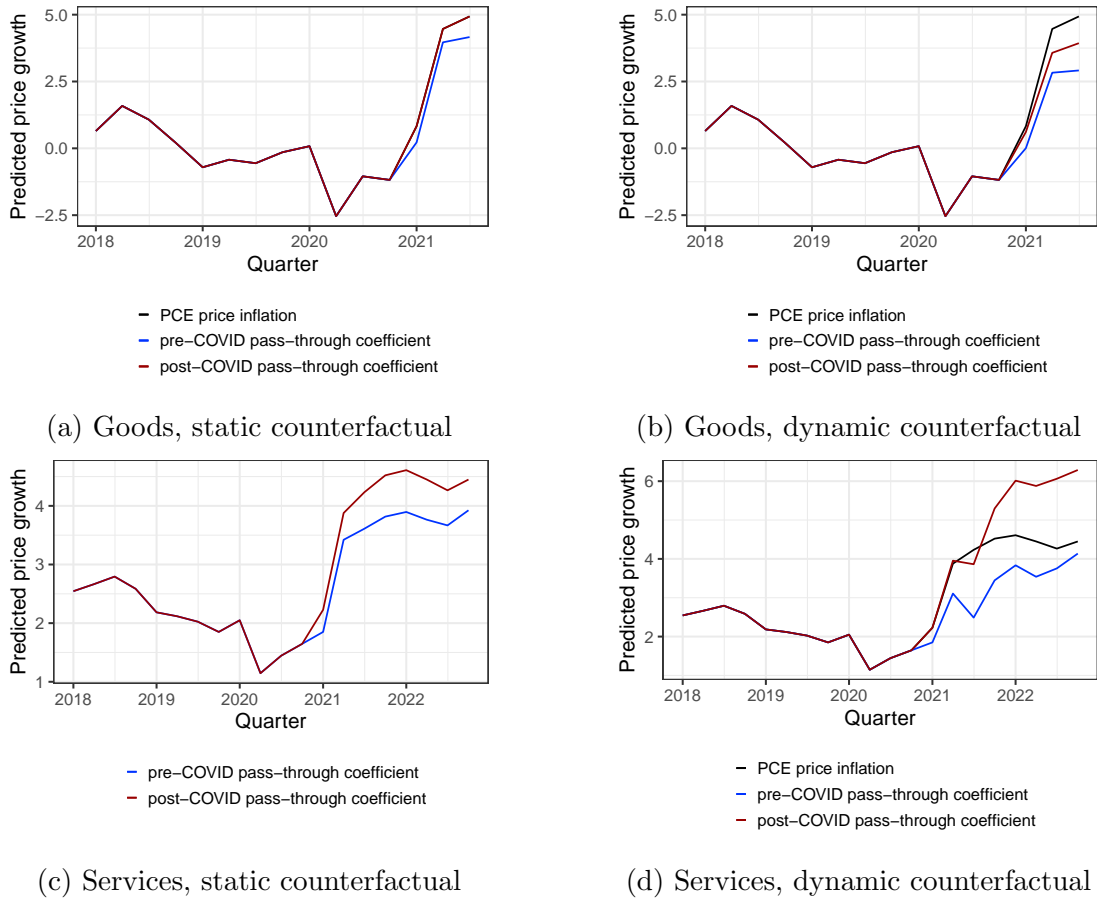 Predicted price growth
5.0
2.5
0.0
−2.5
2018 2019 2020 2021
Quarter
PCE price inflation
pre−COVID pass−through coefficient
post−COVID pass−through coefficient
(a) Goods, static counterfactual
Predicted price growth
5.0
2.5
0.0
−2.5
2018 2019 2020 2021
Quarter
PCE price inflation
pre−COVID pass−through coefficient
post−COVID pass−through coefficient
(b) Goods, dynamic counterfactual
Predicted price growth
4
3
2
1
2018 2019 2020 2021 2022
Quarter
pre−COVID pass−through coefficient
post−COVID pass−through coefficient
(c) Services, static counterfactual
Predicted price growth
6
4
2
2018 2019 2020 2021 2022
Quarter
PCE price inflation
pre−COVID pass−through coefficient
post−COVID pass−through coefficient
(d) Services, dynamic counterfactual